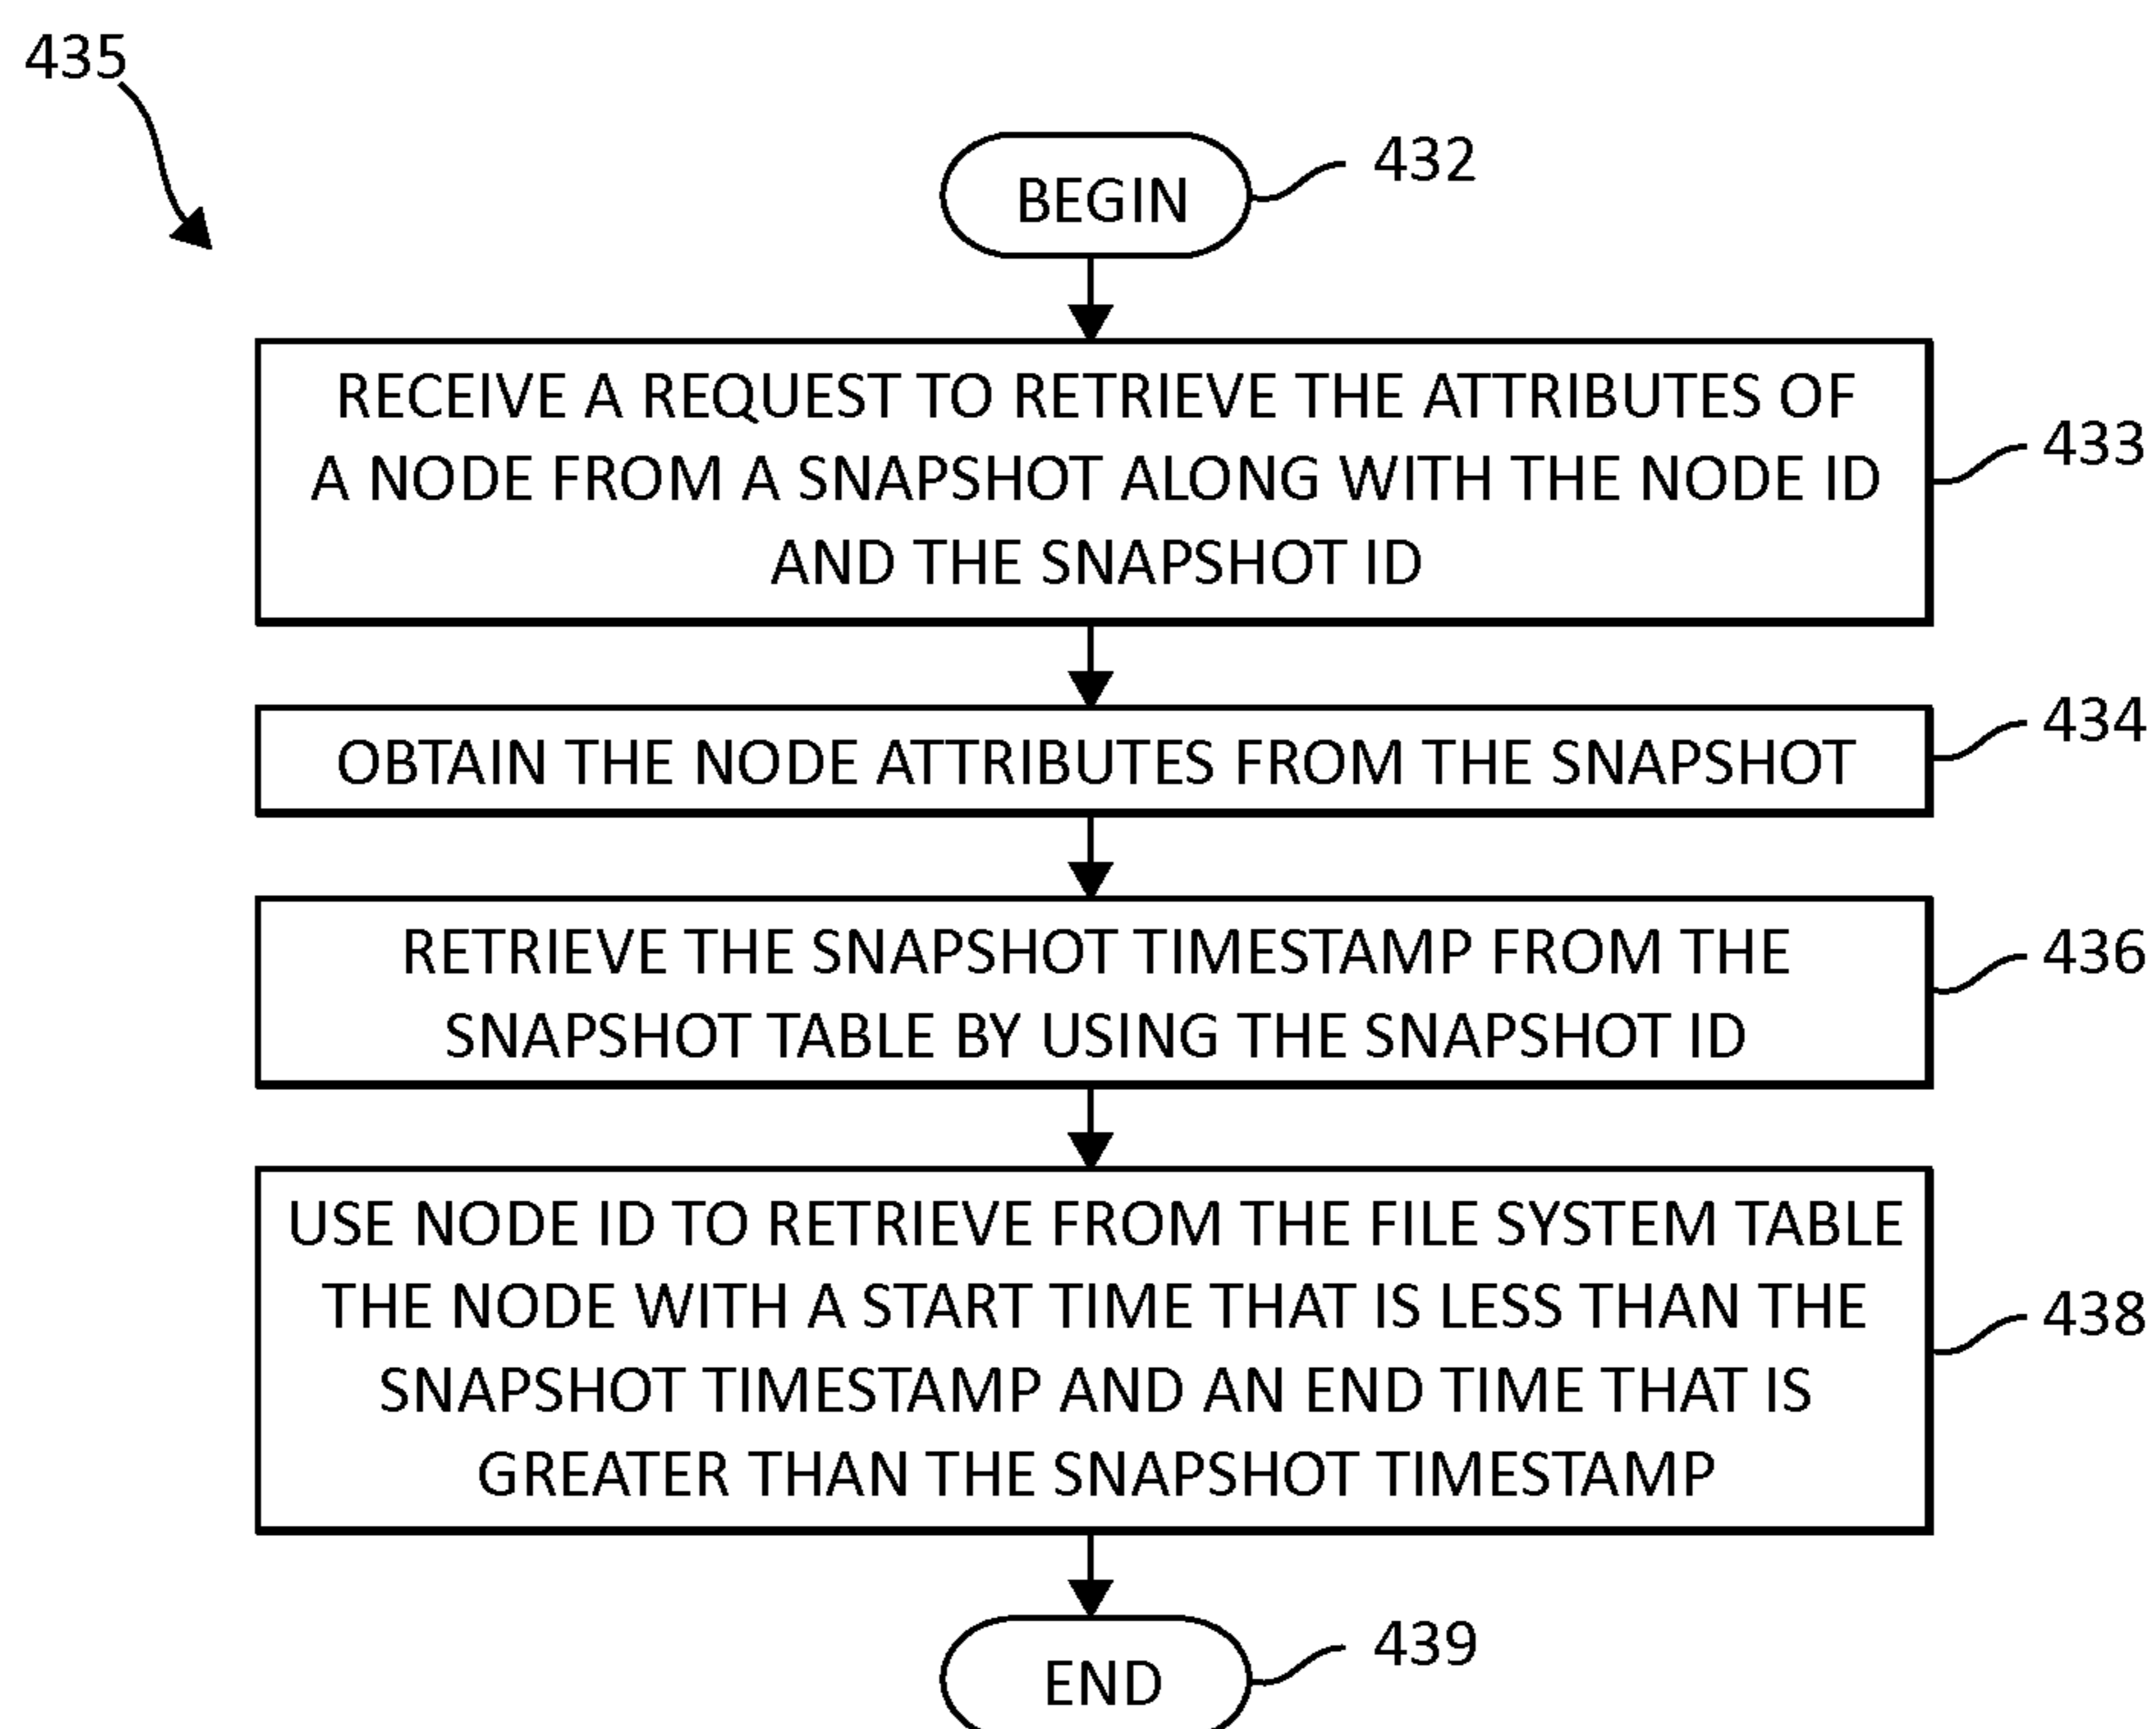 435
BEGIN
432
RECEIVE A REQUEST TO RETRIEVE THE ATTRIBUTES OF
A NODE FROM A SNAPSHOT ALONG WITH THE NODE ID
AND THE SNAPSHOT ID
433
OBTAIN THE NODE ATTRIBUTES FROM THE SNAPSHOT
434
RETRIEVE THE SNAPSHOT TIMESTAMP FROM THE
SNAPSHOT TABLE BY USING THE SNAPSHOT ID
436
USE NODE ID TO RETRIEVE FROM THE FILE SYSTEM TABLE
THE NODE WITH A START TIME THAT IS LESS THAN THE
SNAPSHOT TIMESTAMP AND AN END TIME THAT IS
GREATER THAN THE SNAPSHOT TIMESTAMP
438
END
439